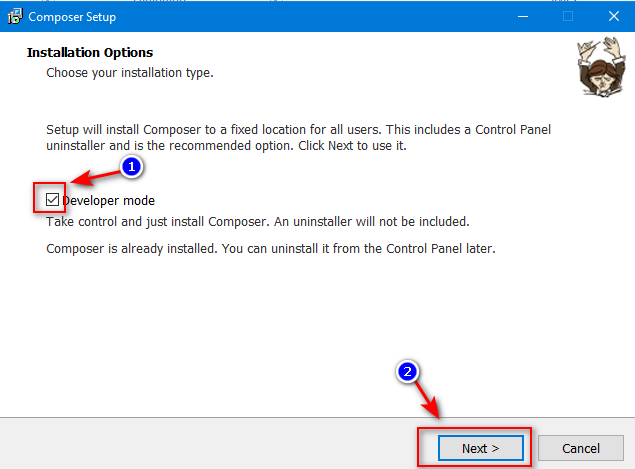 Composer Setup
Installation Options
Choose your installation type.
Setup will install Composer to a fixed location for all users. This includes a Control Panel
uninstaller and is the recommended option. Click Next to use it.
1
Developer mode
Take control and just install Composer. An uninstaller will not be included.
Composer is already installed. You can uninstall it from the Control Panel later.
2
Next >
Cancel